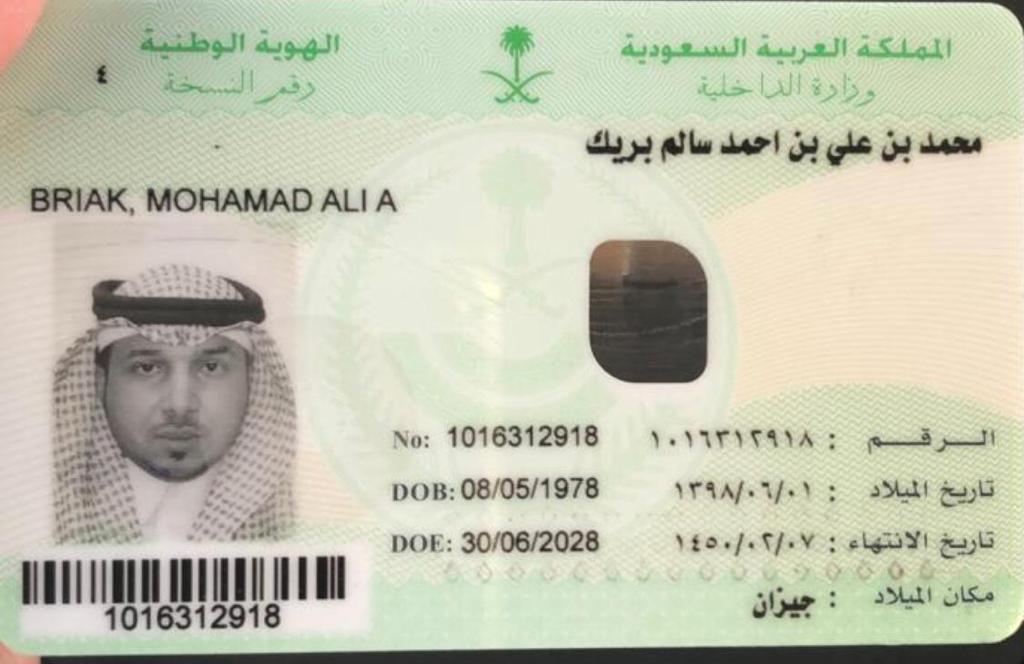 المملكة العربية السعودية
وزارة الداخلية
الهوية الوطنية
رقم النسخة
٤
محمد بن علي بن احمد سالم بريك
BRIAK, MOHAMAD ALI A
No: 1016312918 الـرقـم : ١٠١٦٣١٢٩١٨
DOB: 08/05/1978 تاريخ الميلاد : ١٣٩٨/٠٦/٠١
DOE: 30/06/2028 تاريخ الانتهاء : ١٤٥٠/٠٢/٠٧
مكان الميلاد : جيزان
1016312918